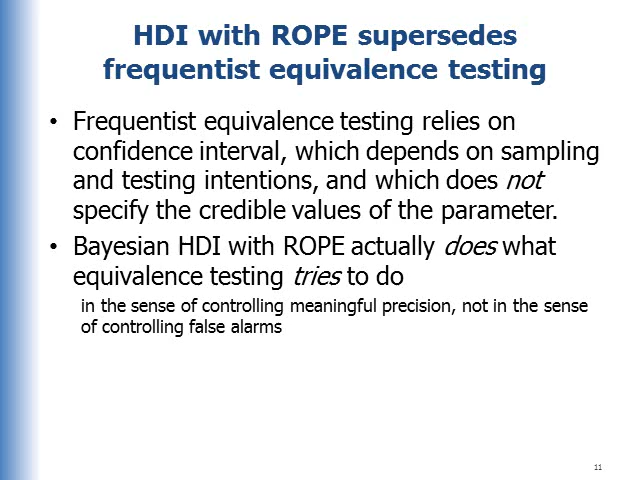 HDI with ROPE supersedes
frequentist equivalence testing
• Frequentist equivalence testing relies on
confidence interval, which depends on sampling
and testing intentions, and which does not
specify the credible values of the parameter.
• Bayesian HDI with ROPE actually does what
equivalence testing tries to do
in the sense of controlling meaningful precision, not in the sense
of controlling false alarms
11